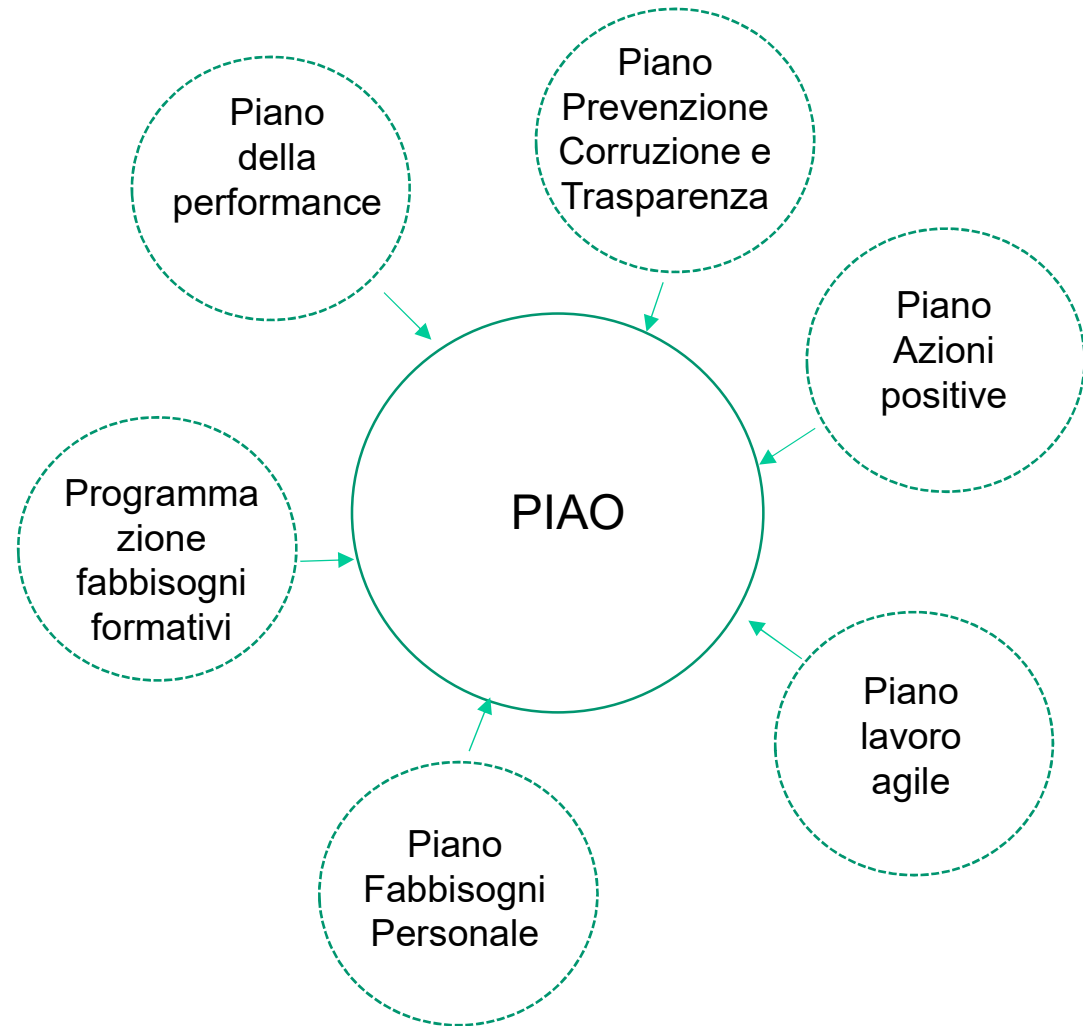 Piano
della
performance
Piano
Prevenzione
Corruzione e
Trasparenza
Piano
Azioni
positive
Programma
zione
fabbisogni
formativi
PIAO
Piano
lavoro
agile
Piano
Fabbisogni
Personale